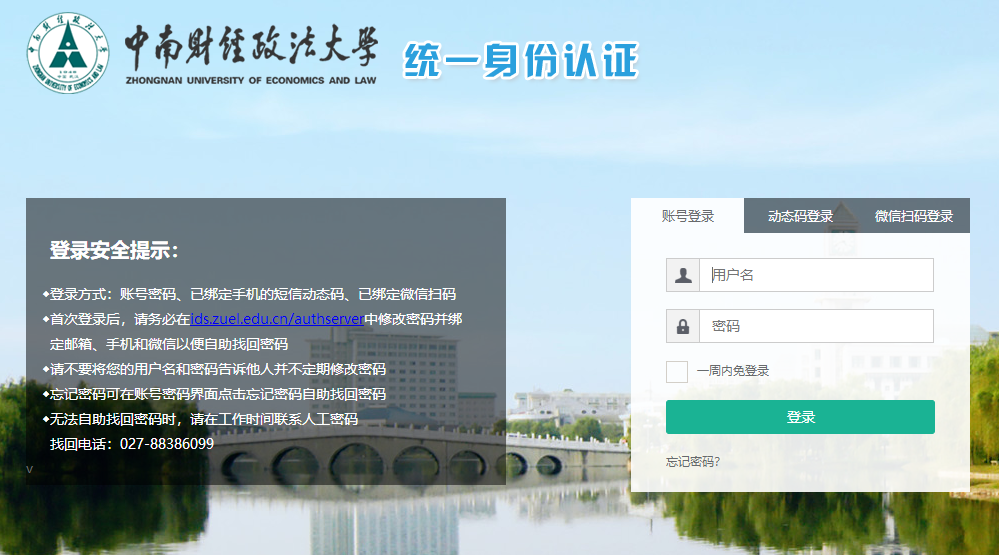 中南财经政法大学
ZHONGNAN UNIVERSITY OF ECONOMICS AND LAW
统一身份认证
登录安全提示：
登录方式：账号密码、已绑定手机的短信动态码、已绑定微信扫码
首次登录后，请务必在ids.zuel.edu.cn/authserver中修改密码并绑
定邮箱、手机和微信以便自助找回密码
请不要将您的用户名和密码告诉他人并不定期修改密码
忘记密码可在账号密码界面点击忘记密码自助找回密码
无法自助找回密码时，请在工作时间联系人工密码
找回电话：027-88386099
v
账号登录 动态码登录 微信扫码登录
用户名
密码
一周内免登录
登录
忘记密码?